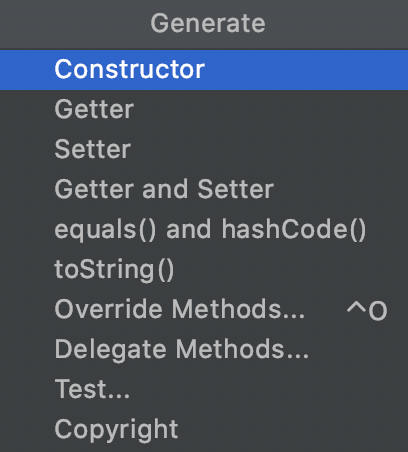 Generate
Constructor
Getter
Setter
Getter and Setter
equals() and hashCode()
toString()
Override Methods... ^O
Delegate Methods...
Test...
Copyright